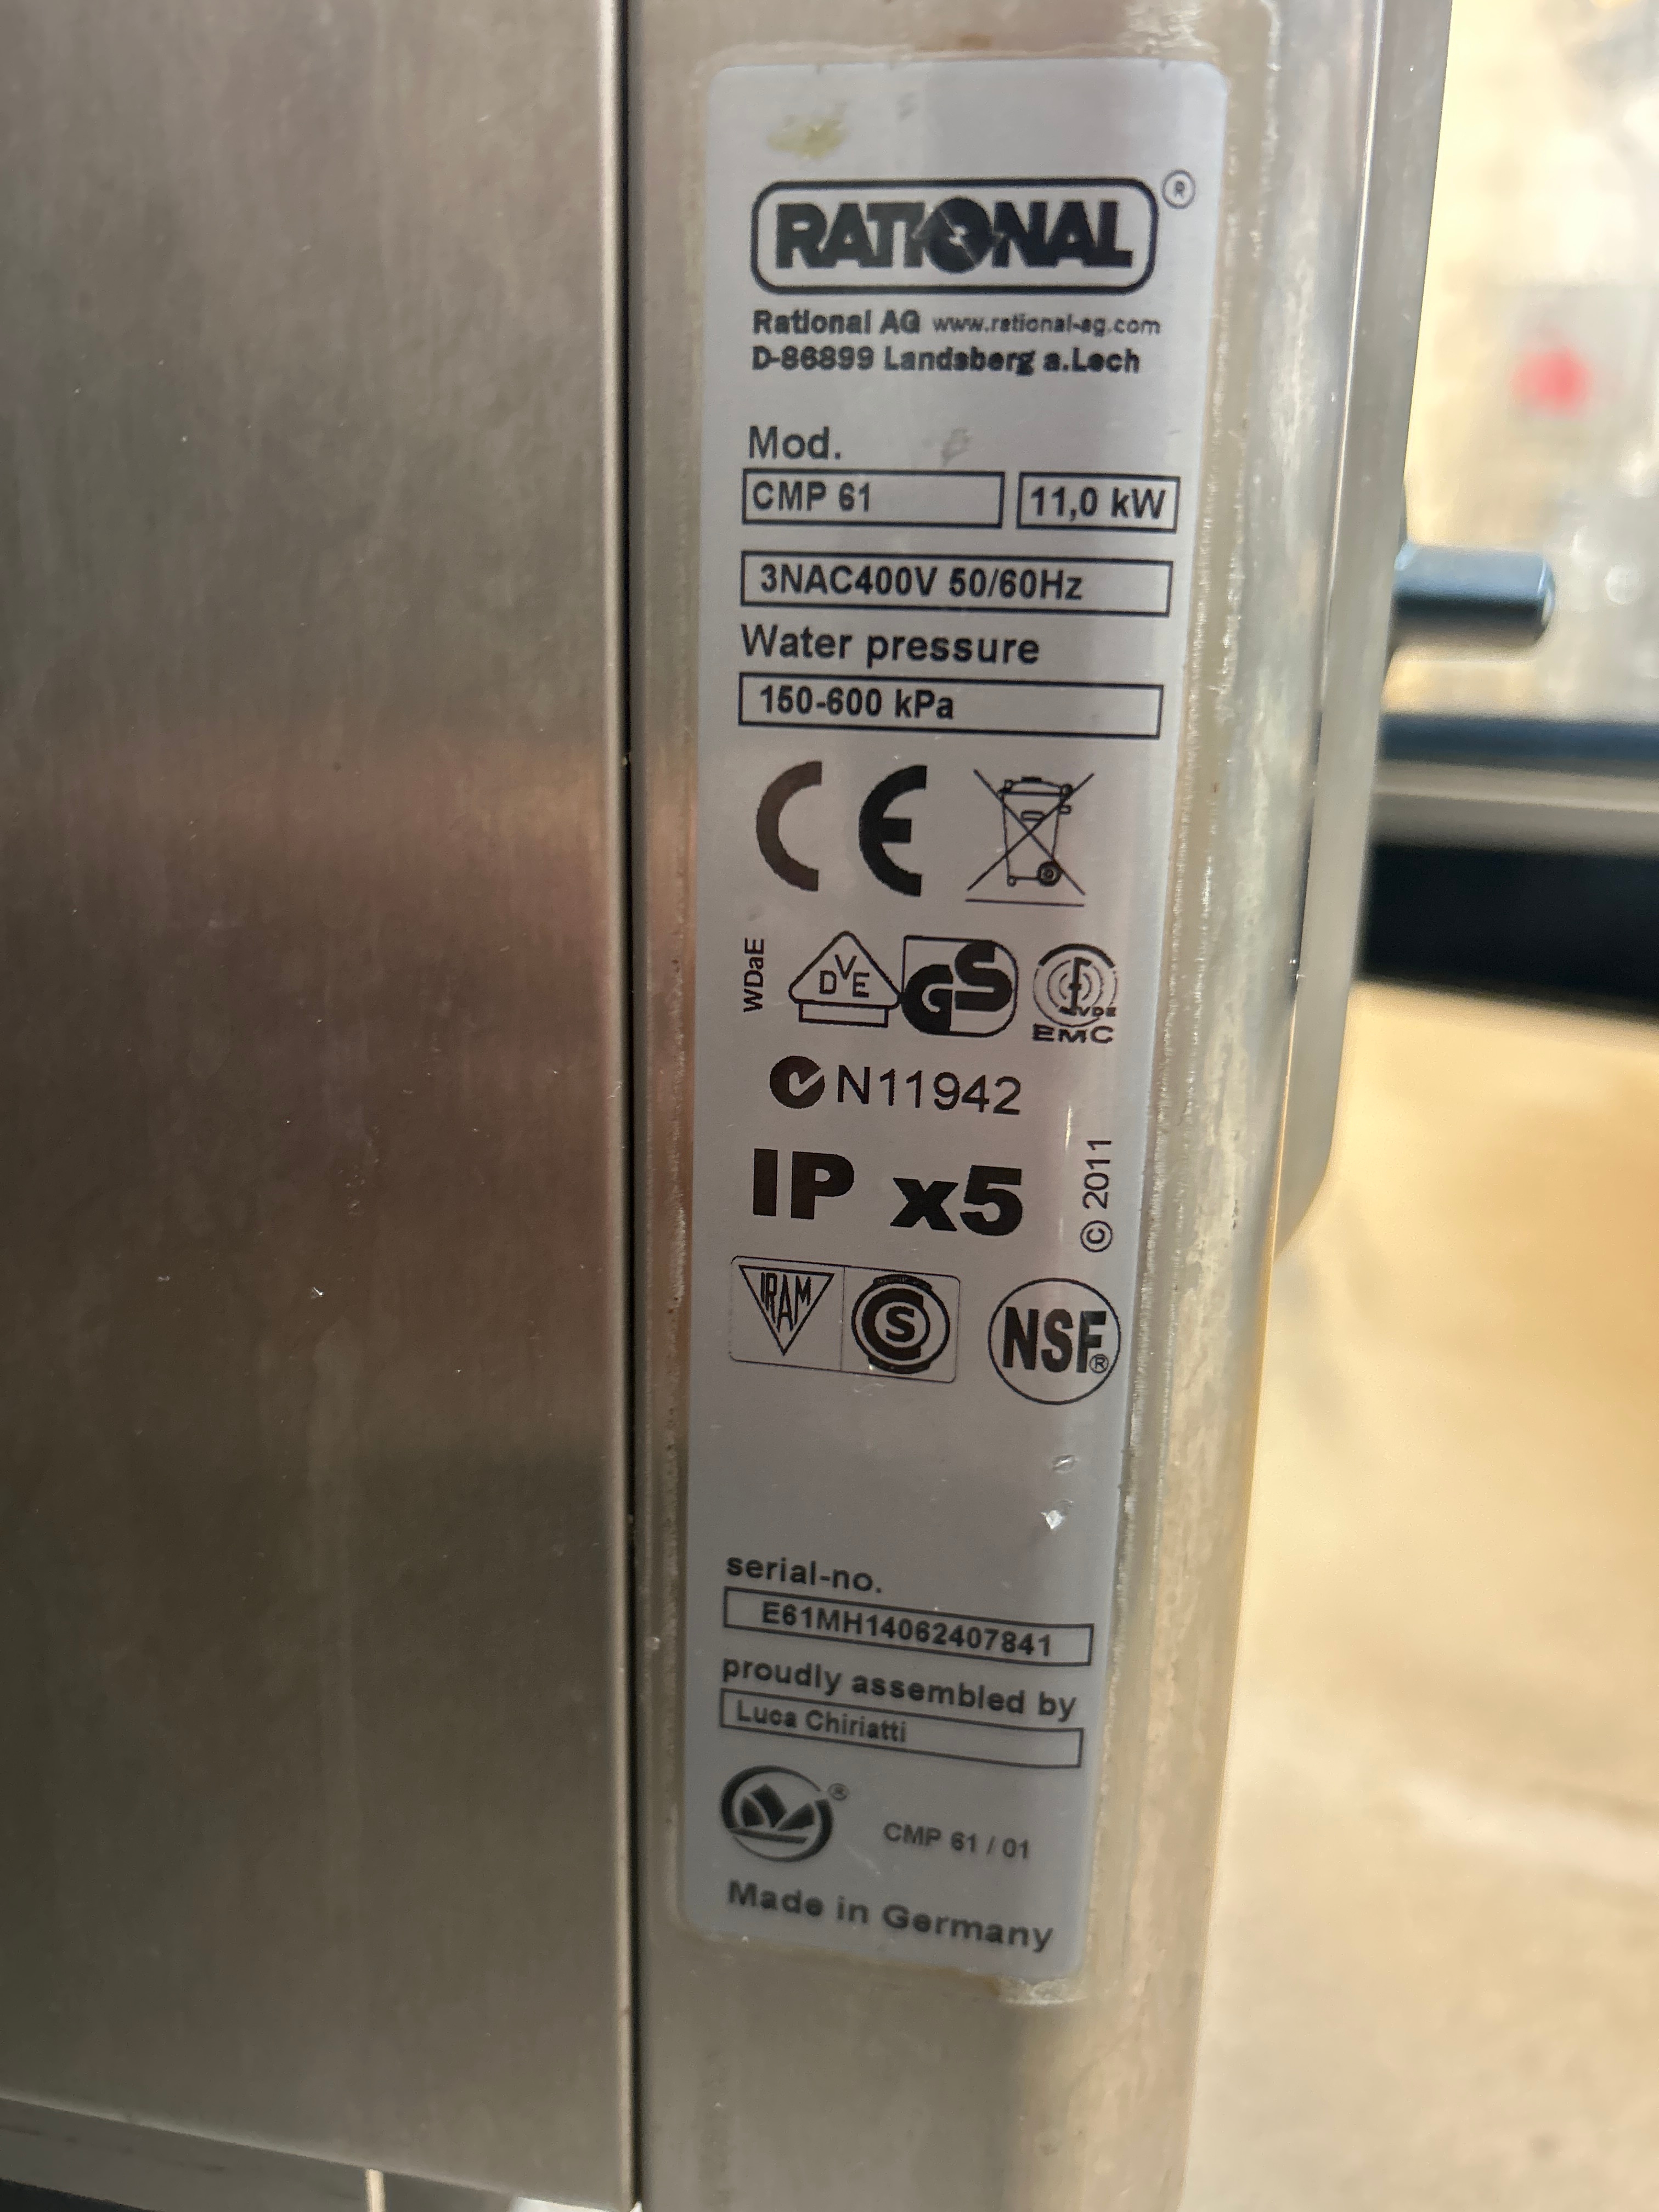 RATIONAL ®
Rational AG www.rational-ag.com
D-86899 Landsberg a.Lech
Mod.
CMP 61 11,0 kW
3NAC400V 50/60Hz
Water pressure
150-600 kPa
CE
WDaE DVE GS VDE EMC
N11942
IP x5
© 2011
IRAM S NSF ®
serial-no.
E61MH14062407841
proudly assembled by
Luca Chiriatti
® CMP 61 / 01
Made in Germany